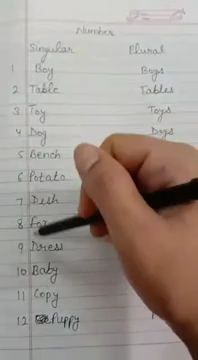 Number
Singular Plural
1 Boy Boys
2 Table Tables
3 Toy Toys
4 Dog Dogs
5 Bench
6 Potato
7 Dish
8
9 Dress
10 Baby
11 Copy
12 Puppy